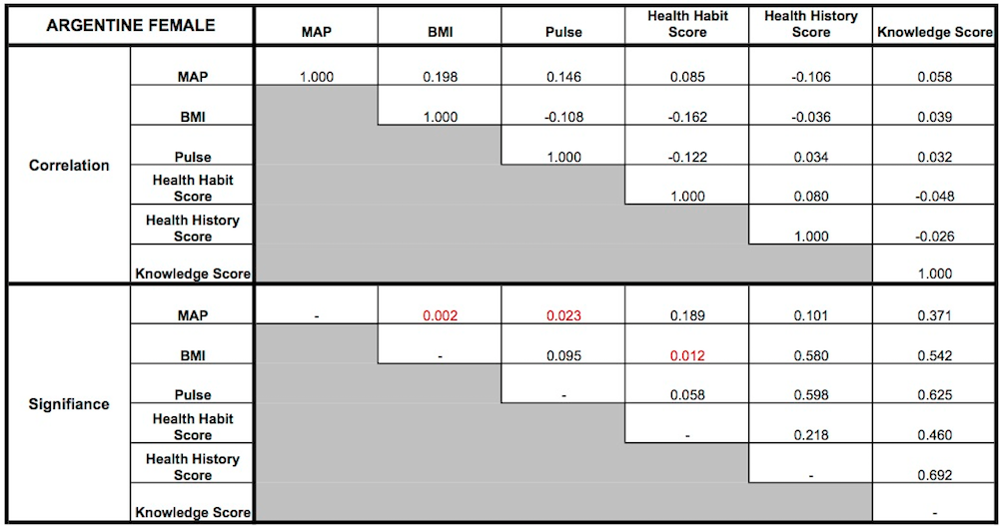 ARGENTINE FEMALE MAP BMI Pulse Health Habit Score Health History Score Knowledge Score
Correlation
MAP 1.000 0.198 0.146 0.085 -0.106 0.058
BMI 1.000 -0.108 -0.162 -0.036 0.039
Pulse 1.000 -0.122 0.034 0.032
Health Habit Score 1.000 0.080 -0.048
Health History Score 1.000 -0.026
Knowledge Score 1.000
Signifiance
MAP - 0.002 0.023 0.189 0.101 0.371
BMI - 0.095 0.012 0.580 0.542
Pulse - 0.058 0.598 0.625
Health Habit Score - 0.218 0.460
Health History Score - 0.692
Knowledge Score -